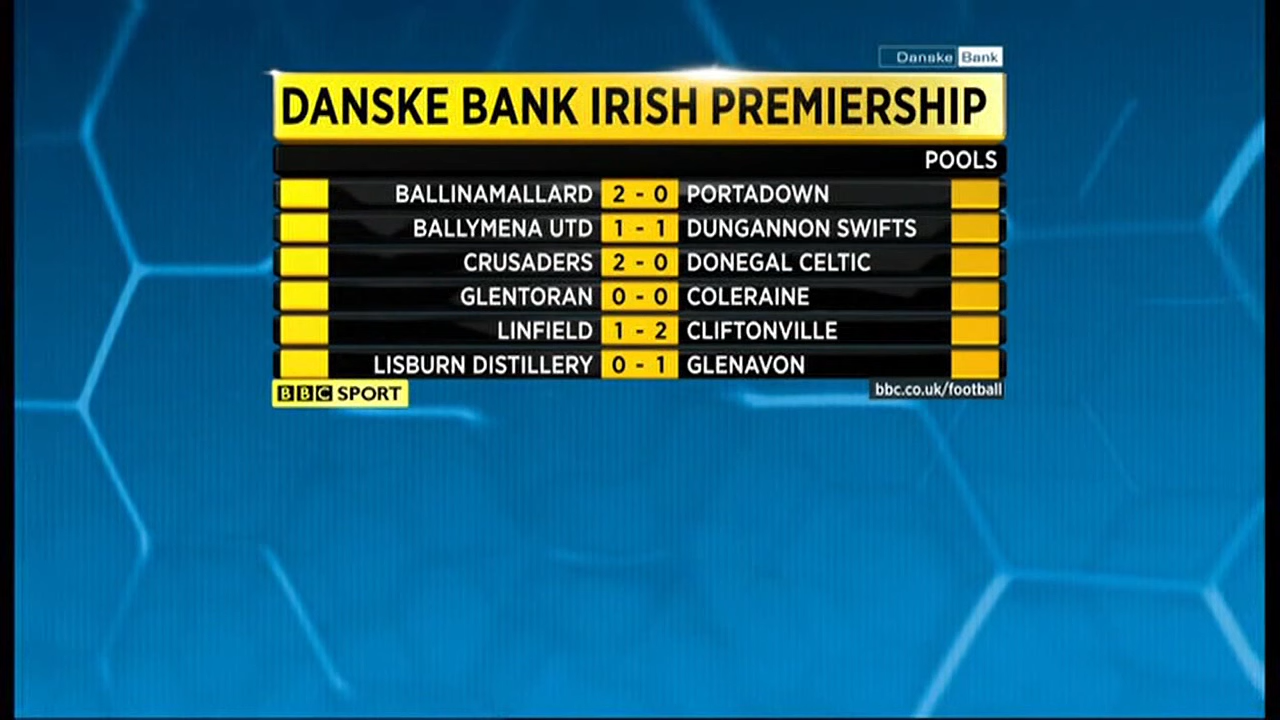 Danske Bank
DANSKE BANK IRISH PREMIERSHIP
POOLS
BALLINAMALLARD 2 - 0 PORTADOWN
BALLYMENA UTD 1 - 1 DUNGANNON SWIFTS
CRUSADERS 2 - 0 DONEGAL CELTIC
GLENTORAN 0 - 0 COLERAINE
LINFIELD 1 - 2 CLIFTONVILLE
LISBURN DISTILLERY 0 - 1 GLENAVON
BBC SPORT bbc.co.uk/football